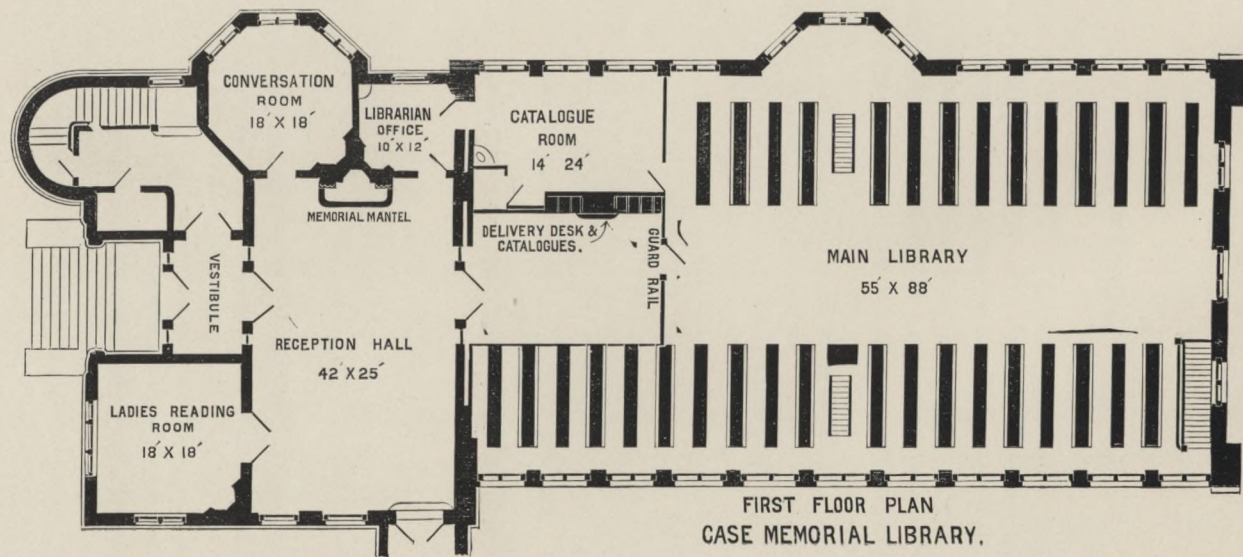 CONVERSATION
ROOM
18' X 18'
LIBRARIAN
OFFICE
10' X 12'
CATALOGUE
ROOM
14' 24'
MEMORIAL MANTEL
DELIVERY DESK &
CATALOGUES.
GUARD RAIL
MAIN LIBRARY
55' X 88'
VESTIBULE
RECEPTION HALL
42' X 25'
LADIES READING
ROOM
18' X 18'
FIRST FLOOR PLAN
CASE MEMORIAL LIBRARY.